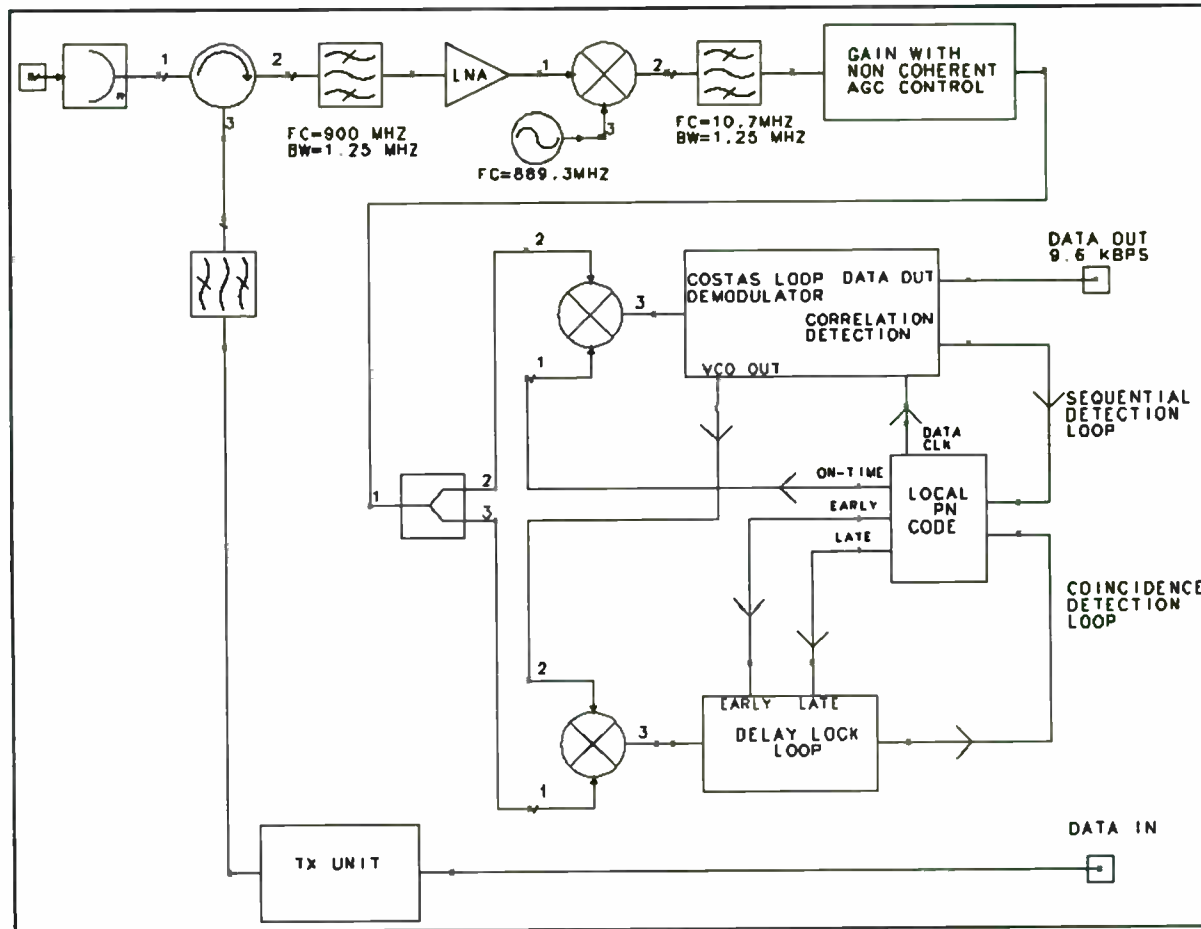 1
2
3
FC=900 MHZ
BW=1.25 MHZ
LNA
1
2
3
FC=889.3MHZ
FC=10.7MHZ
BW=1.25 MHZ
GAIN WITH
NON COHERENT
AGC CONTROL
2
1
3
COSTAS LOOP
DEMODULATOR
DATA OUT
CORRELATION
DETECTION
VCO OUT
DATA OUT
9.6 KBPS
SEQUENTIAL
DETECTION
LOOP
DATA
CLK
ON-TIME
EARLY
LATE
LOCAL
PN
CODE
1
2
3
COINCIDENCE
DETECTION
LOOP
2
1
3
EARLY
LATE
DELAY LOCK
LOOP
DATA IN
TX UNIT